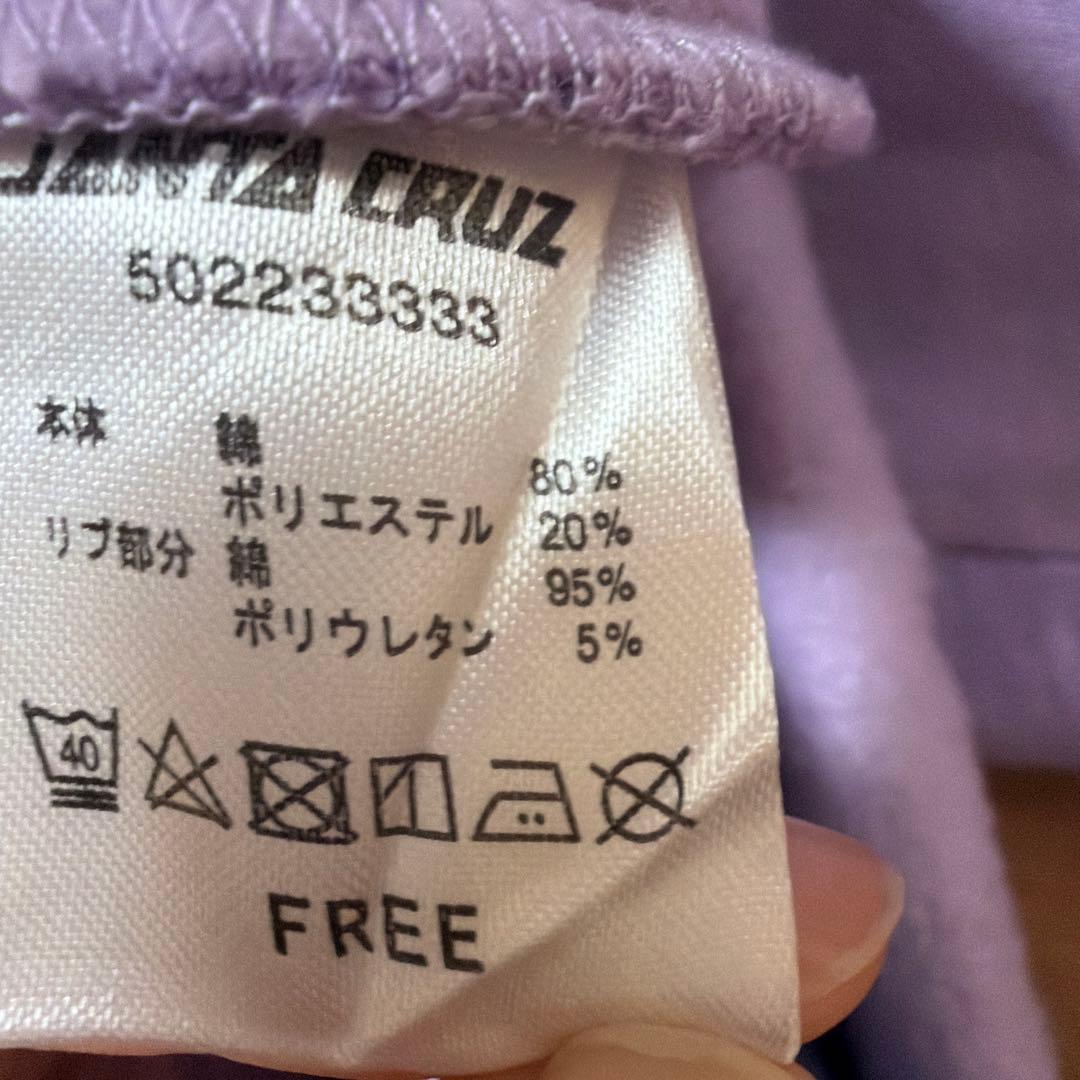 SANTA CRUZ
502233333
本体 綿 80%
ポリエステル 20%
リブ部分 綿 95%
ポリウレタン 5%
40
FREE